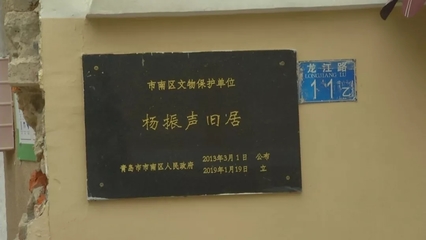 市南区文物保护单位
杨振声旧居
2013年3月1日 公布
青岛市市南区人民政府
2019年1月19日 立
龙江路
LONGJIANG LU
11乙